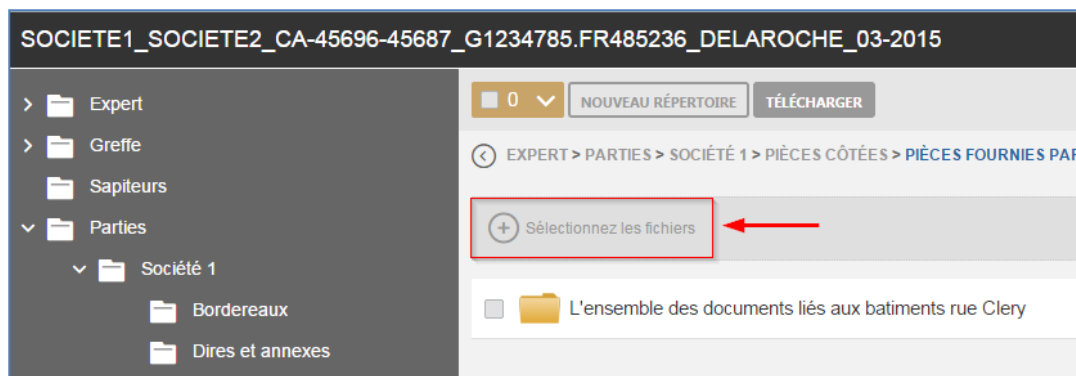 SOCIETE1_SOCIETE2_CA-45696-45687_G1234785.FR485236_DELAROCHE_03-2015
Expert
Greffe
Sapiteurs
Parties
Société 1
Bordereaux
Dires et annexes
0
NOUVEAU RÉPERTOIRE
TÉLÉCHARGER
EXPERT > PARTIES > SOCIÉTÉ 1 > PIÈCES CÔTÉES > PIÈCES FOURNIES PAR
Sélectionnez les fichiers
L'ensemble des documents liés aux batiments rue Clery